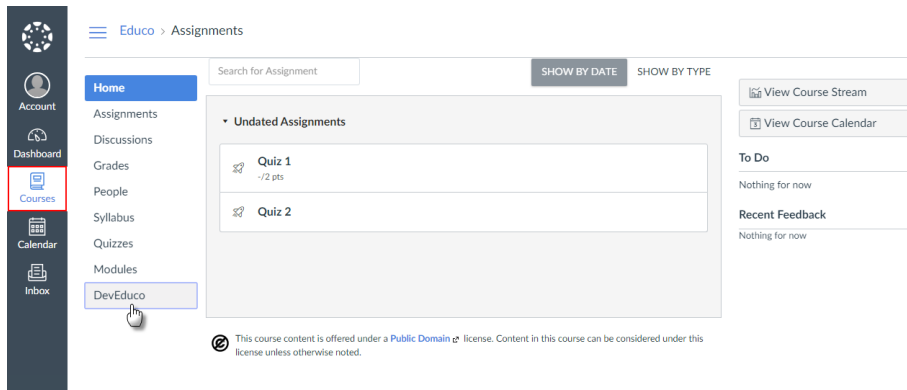 Account
Dashboard
Courses
Calendar
Inbox
Educo > Assignments
Home
Assignments
Discussions
Grades
People
Syllabus
Quizzes
Modules
DevEduco
Search for Assignment
SHOW BY DATE
SHOW BY TYPE
Undated Assignments
Quiz 1
-/2 pts
Quiz 2
This course content is offered under a Public Domain license. Content in this course can be considered under this
license unless otherwise noted.
View Course Stream
View Course Calendar
To Do
Nothing for now
Recent Feedback
Nothing for now